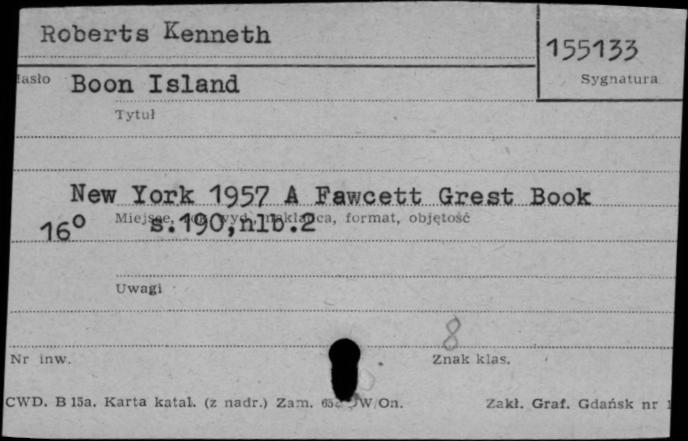 Roberts Kenneth
155133
Sygnatura
Hasło Boon Island
Tytuł
New York 1957 A Fawcett Grest Book
Miejsce, rok wyd., nakładca, format, objętość
16° s.190,nlb.2
Uwagi
8
Nr inw. Znak klas.
CWD. B 15a. Karta katal. (z nadr.) Zam. W/On. Zakł. Graf. Gdańsk nr 1